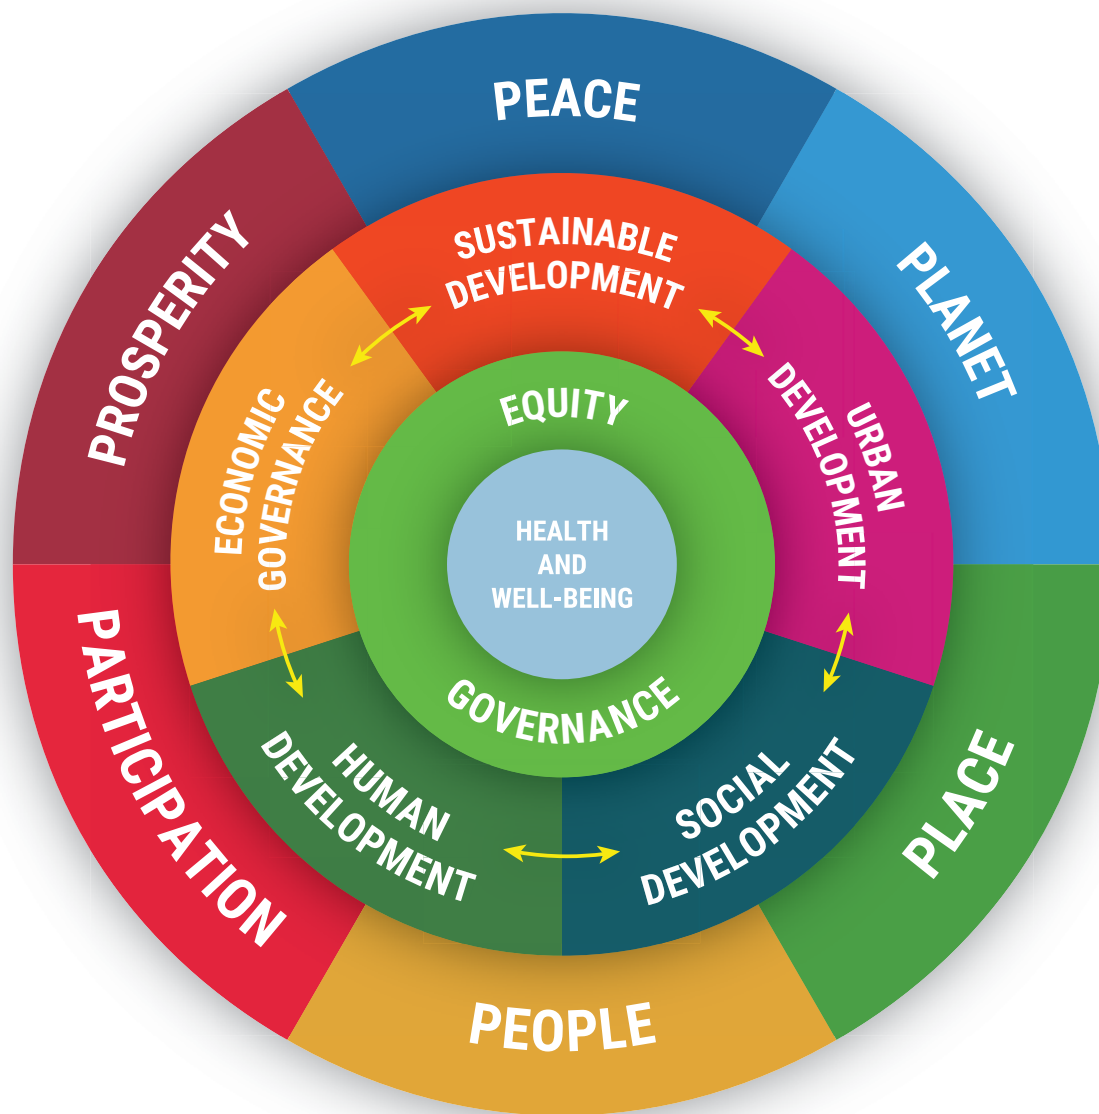 PEACE
PLANET
PLACE
PEOPLE
PARTICIPATION
PROSPERITY
SUSTAINABLE
DEVELOPMENT
URBAN
DEVELOPMENT
SOCIAL
DEVELOPMENT
HUMAN
DEVELOPMENT
ECONOMIC
GOVERNANCE
EQUITY
GOVERNANCE
HEALTH
AND
WELL-BEING